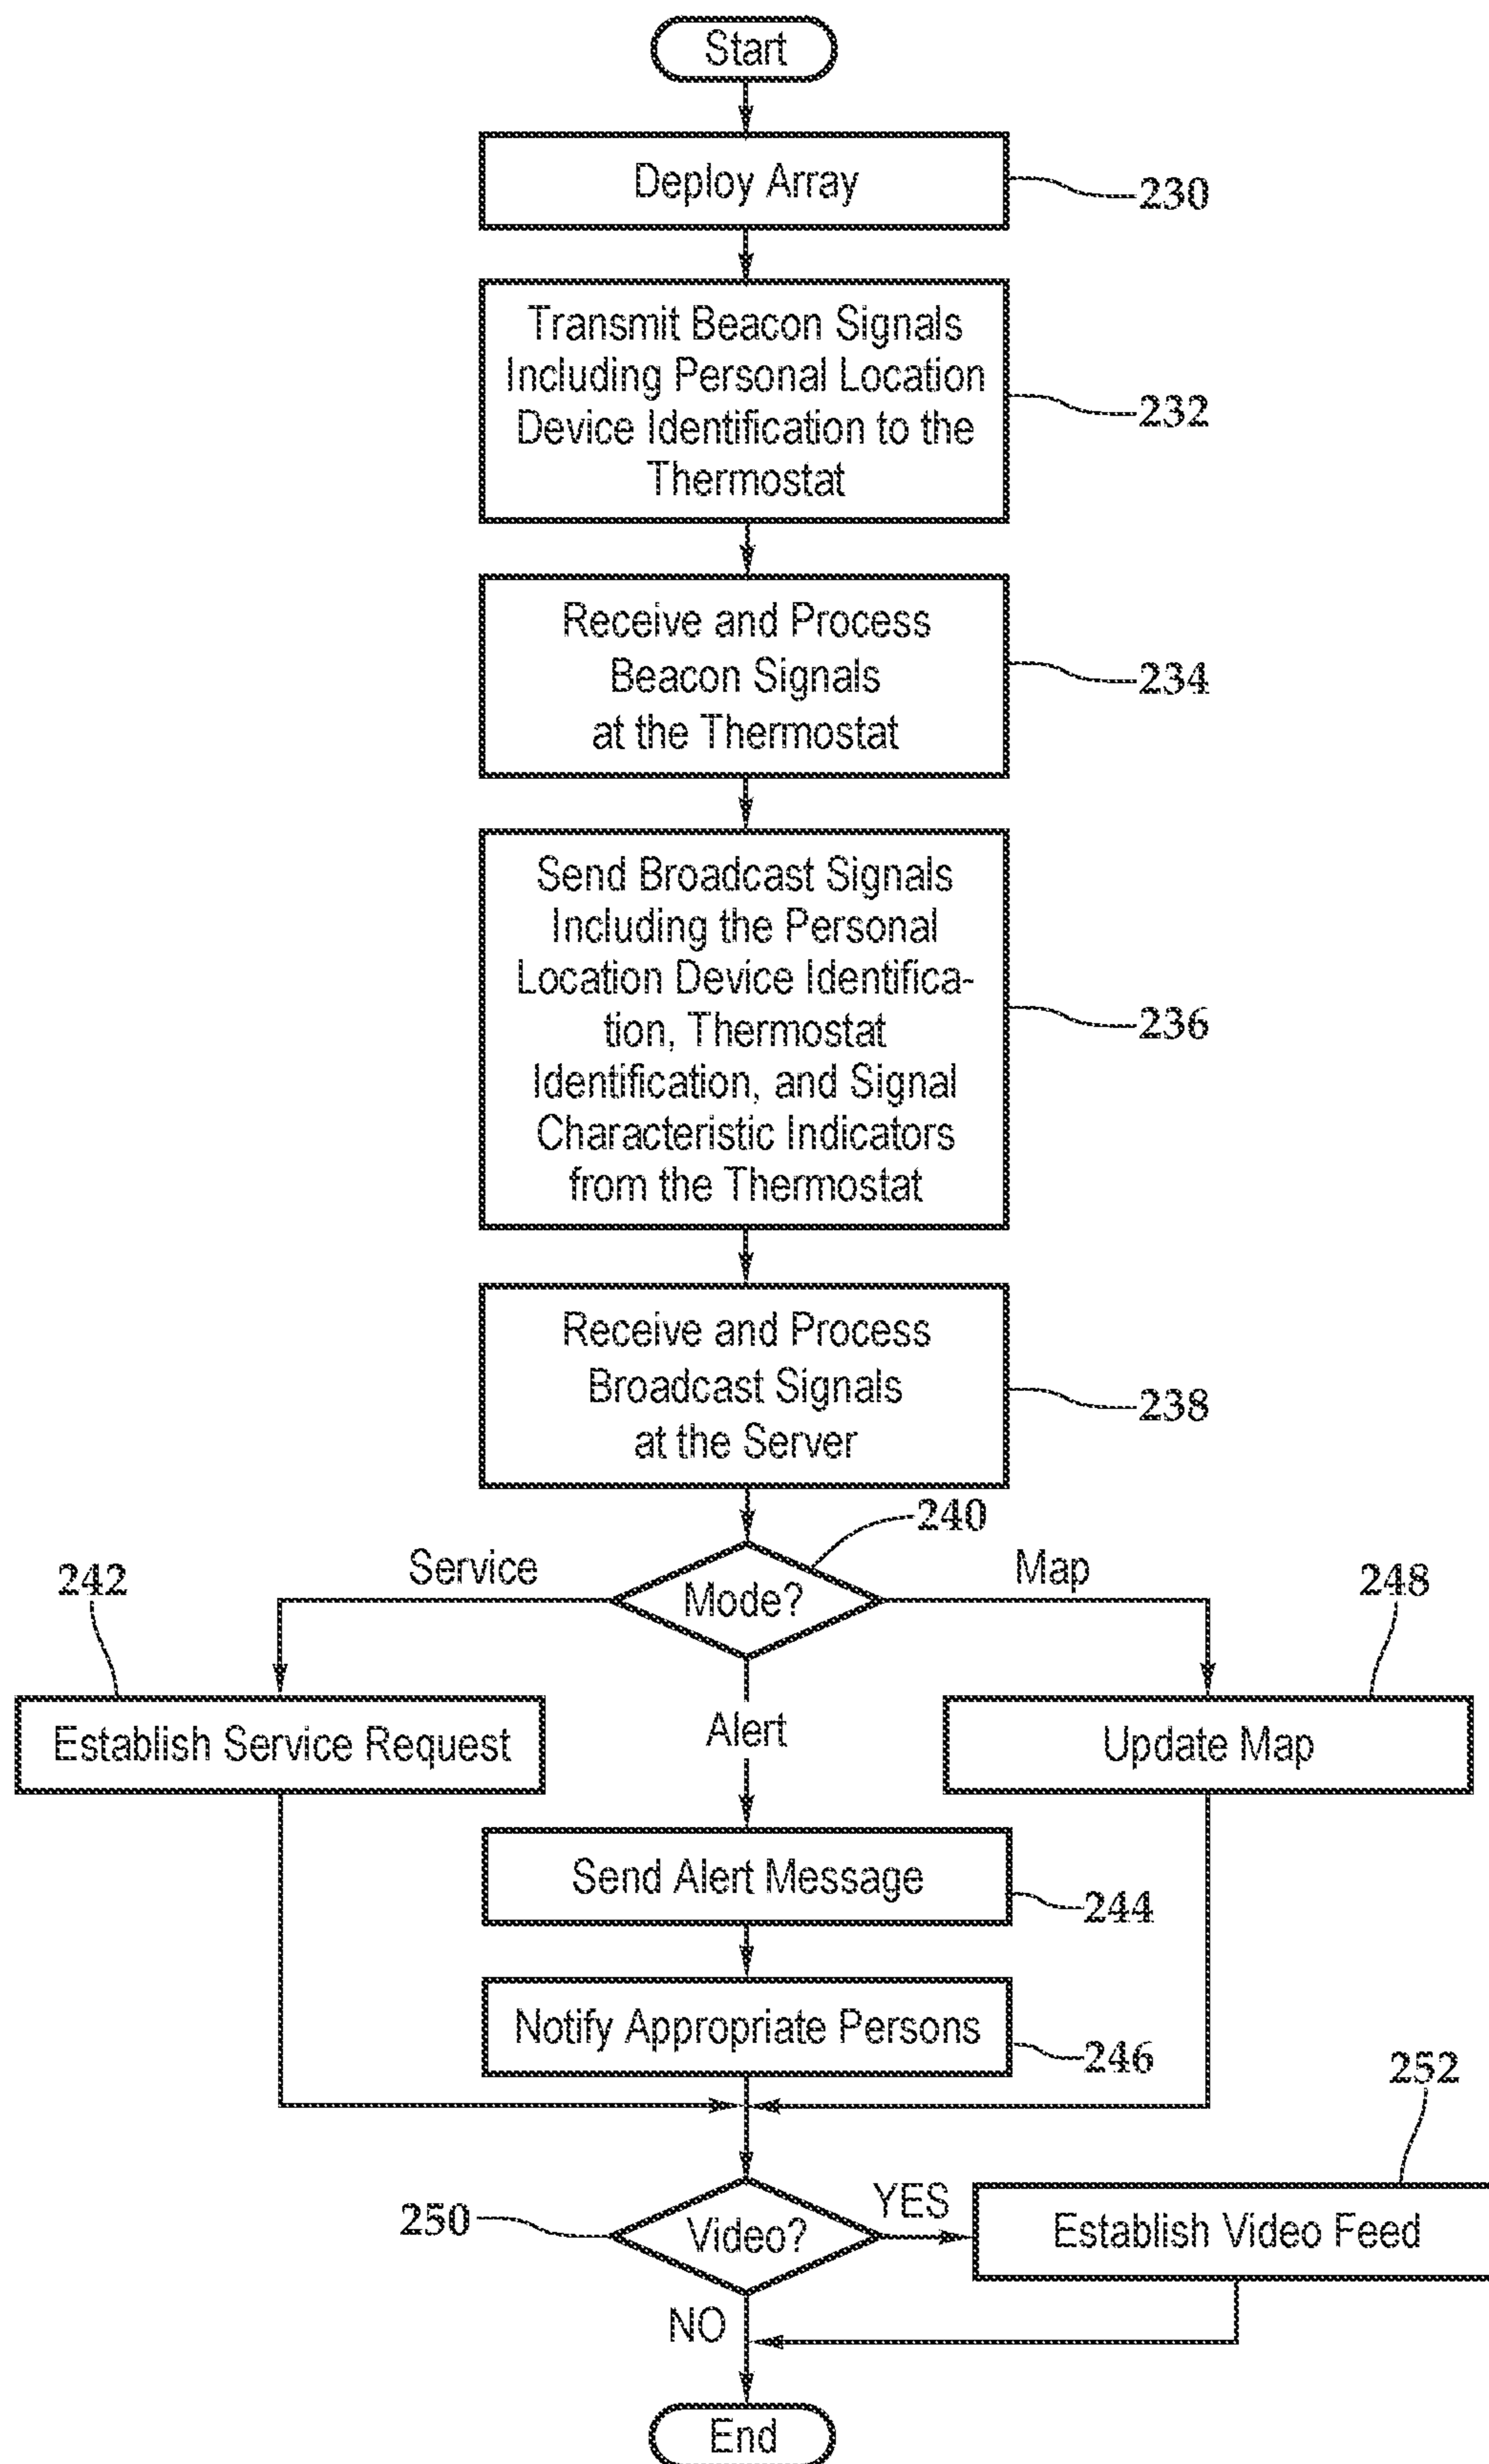 Start
Deploy Array
230
Transmit Beacon Signals
Including Personal Location
Device Identification to the
Thermostat
232
Receive and Process
Beacon Signals
at the Thermostat
234
Send Broadcast Signals
Including the Personal
Location Device Identifica-
tion, Thermostat
Identification, and Signal
Characteristic Indicators
from the Thermostat
236
Receive and Process
Broadcast Signals
at the Server
238
240
Mode?
Service
Map
242
248
Establish Service Request
Alert
Update Map
Send Alert Message
244
Notify Appropriate Persons
246
252
250
Video?
YES
Establish Video Feed
NO
End